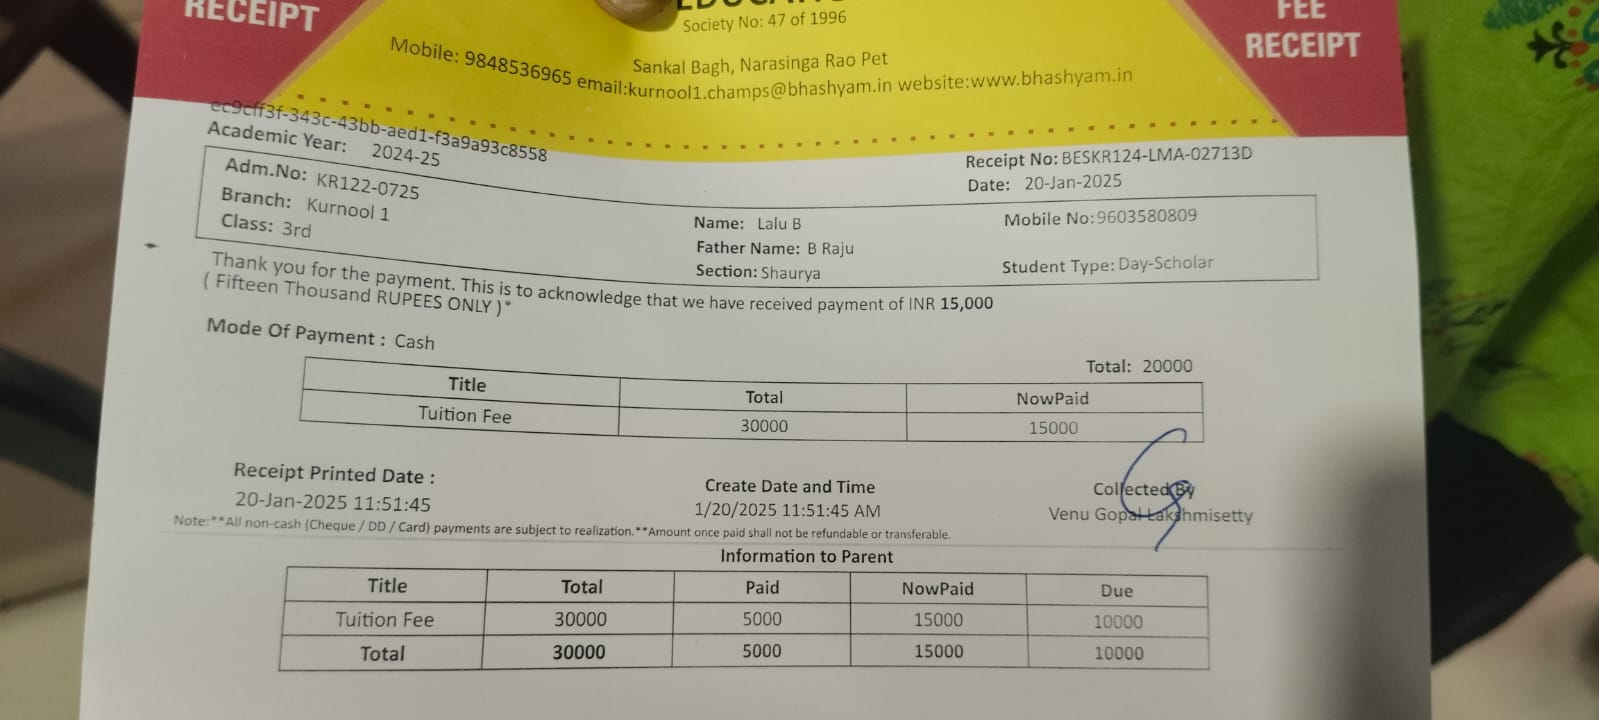 RECEIPT
FEE
RECEIPT
Society No: 47 of 1996
Sankal Bagh, Narasinga Rao Pet
Mobile: 9848536965 email:kurnool1.champs@bhashyam.in website:www.bhashyam.in
ec9cff3f-343c-43bb-aed1-f3a9a93c8558
Academic Year: 2024-25
Receipt No: BESKR124-LMA-02713D
Date: 20-Jan-2025
Adm.No: KR122-0725
Name: Lalu B
Mobile No:9603580809
Branch: Kurnool 1
Father Name: B Raju
Class: 3rd
Section: Shaurya
Student Type: Day-Scholar
Thank you for the payment. This is to acknowledge that we have received payment of INR 15,000
( Fifteen Thousand RUPEES ONLY )*
Mode Of Payment : Cash
Total: 20000
Title Total NowPaid
Tuition Fee 30000 15000
Receipt Printed Date : Create Date and Time Collected By
20-Jan-2025 11:51:45 1/20/2025 11:51:45 AM Venu Gopal Lakshmisetty
Note:**All non-cash (Cheque / DD / Card) payments are subject to realization.**Amount once paid shall not be refundable or transferable.
Information to Parent
Title Total Paid NowPaid Due
Tuition Fee 30000 5000 15000 10000
Total 30000 5000 15000 10000